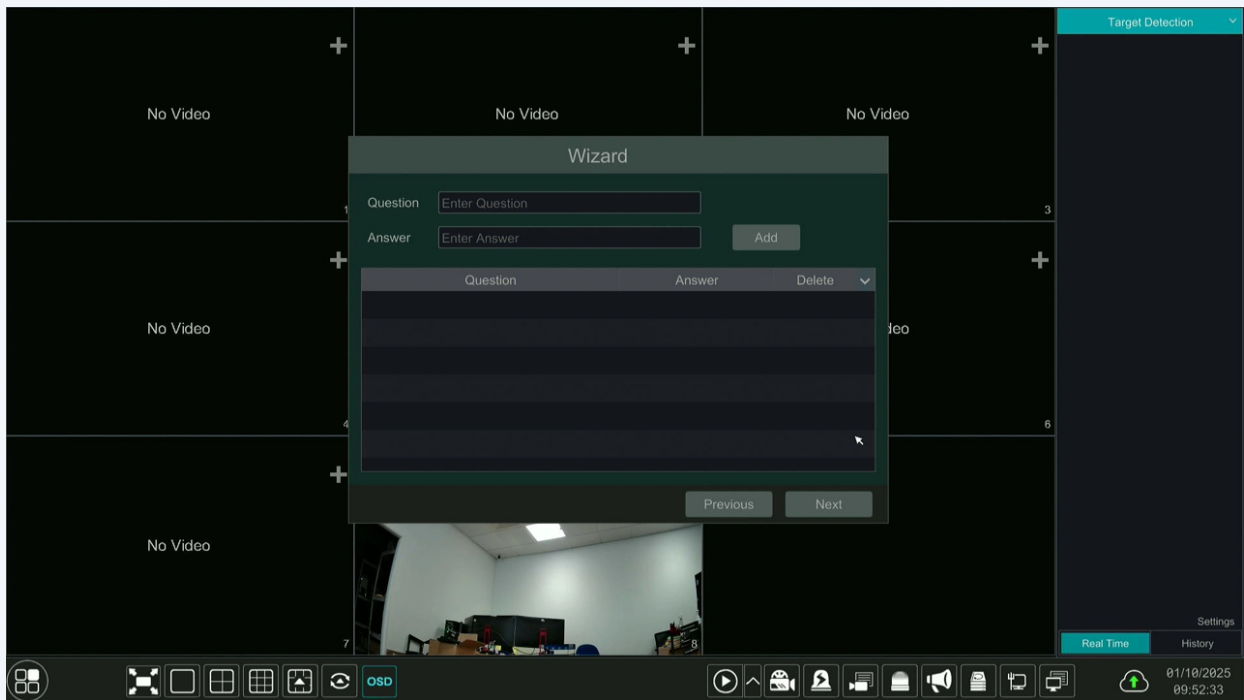 Target Detection
No Video
No Video
No Video
Wizard
Question Enter Question
1
3
Answer Enter Answer Add
Question Answer Delete
No Video
deo
4
6
Previous Next
No Video
7
8
Settings
Real Time History
OSD
01/10/2025
09:52:33